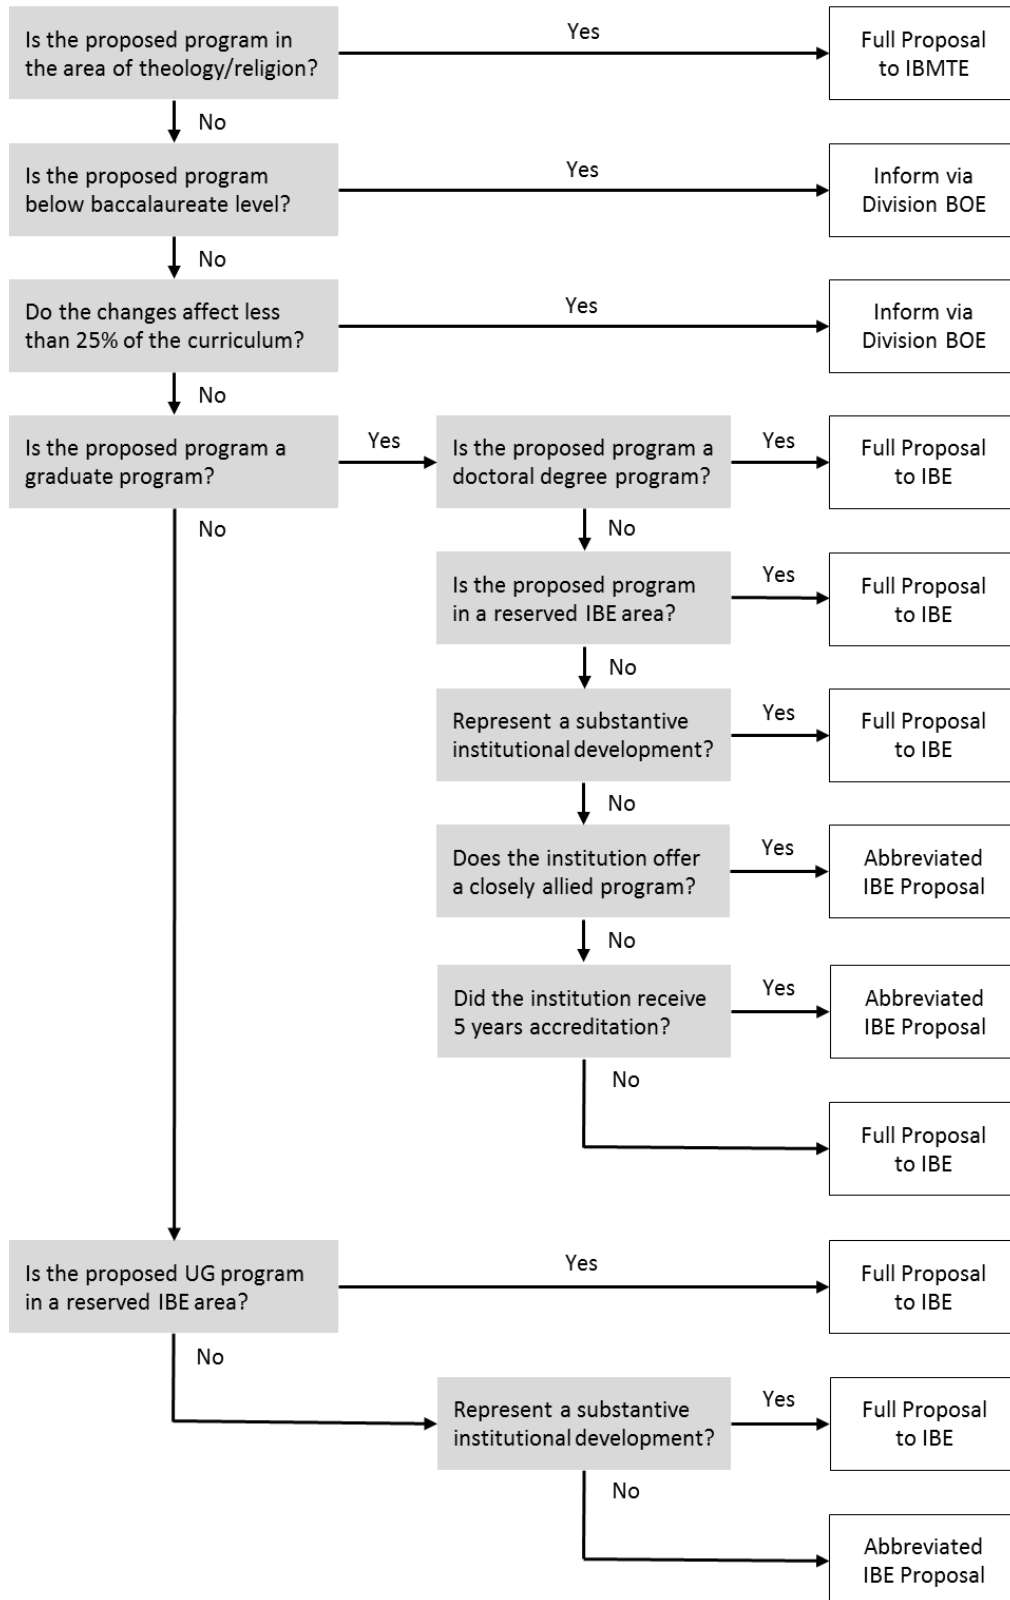 Is the proposed program in
the area of theology/religion?
Yes
Full Proposal
to IBMTE
No
Is the proposed program
below baccalaureate level?
Yes
Inform via
Division BOE
No
Do the changes affect less
than 25% of the curriculum?
Yes
Inform via
Division BOE
No
Is the proposed program a
graduate program?
Yes
Is the proposed program a
doctoral degree program?
Yes
Full Proposal
to IBE
No
No
Is the proposed program
in a reserved IBE area?
Yes
Full Proposal
to IBE
No
Represent a substantive
institutional development?
Yes
Full Proposal
to IBE
No
Does the institution offer
a closely allied program?
Yes
Abbreviated
IBE Proposal
No
Did the institution receive
5 years accreditation?
Yes
Abbreviated
IBE Proposal
No
Full Proposal
to IBE
Is the proposed UG program
in a reserved IBE area?
Yes
Full Proposal
to IBE
No
Represent a substantive
institutional development?
Yes
Full Proposal
to IBE
No
Abbreviated
IBE Proposal